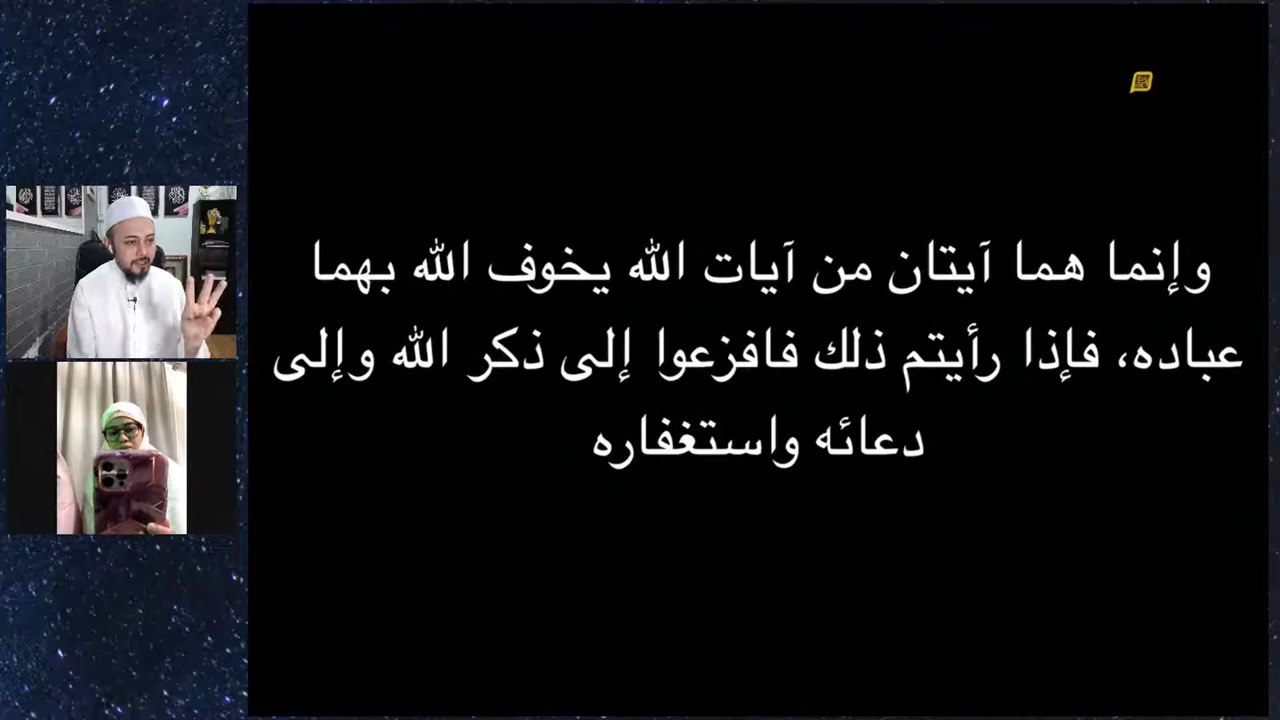 وإنما هما آيتان من آيات الله يخوف الله بهما
عباده، فإذا رأيتم ذلك فافزعوا إلى ذكر الله وإلى
دعائه واستغفاره